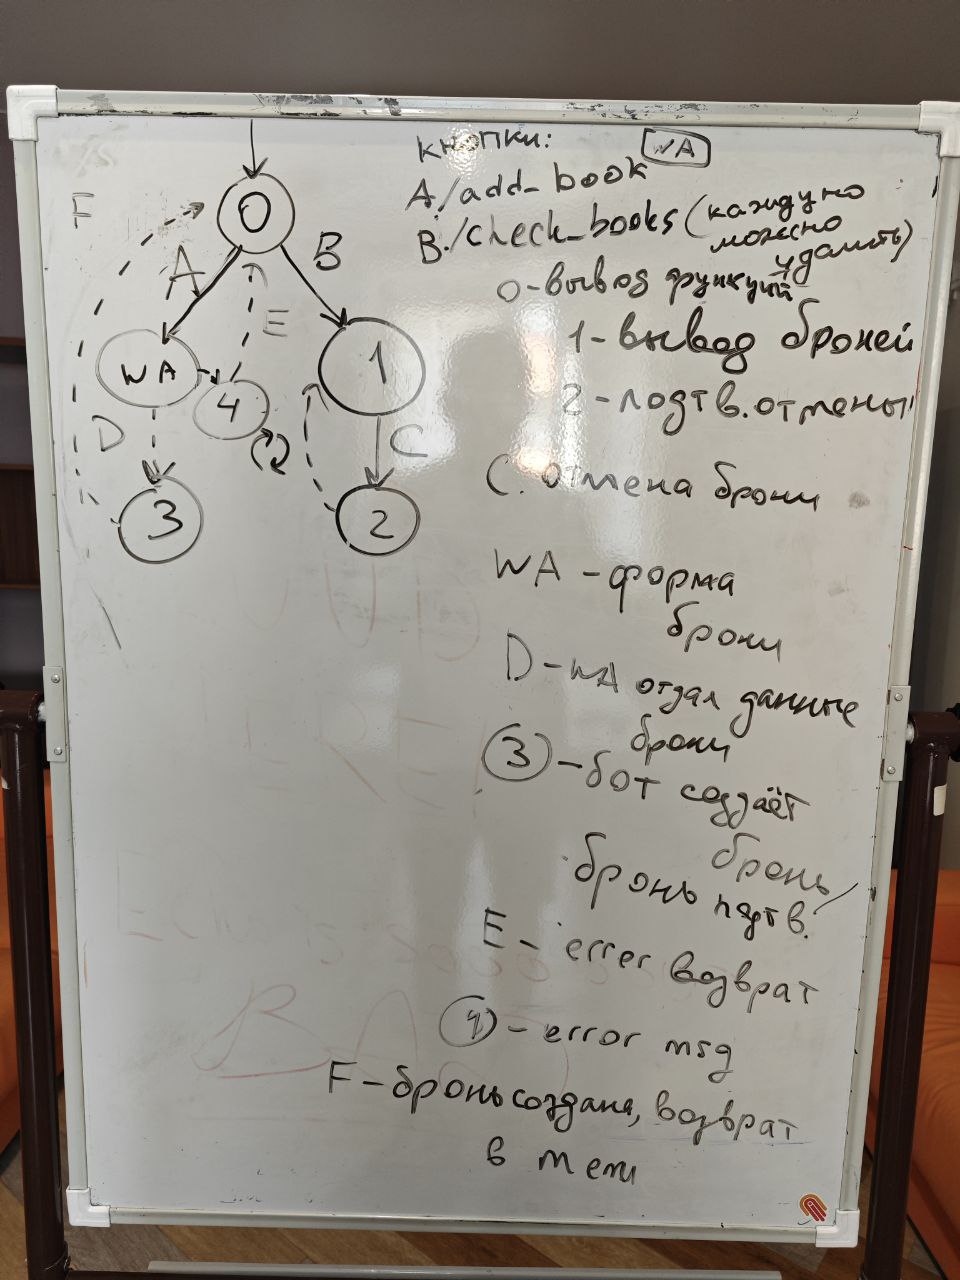 F
0
A
B
WA
4
E
1
D
C
3
2
кнопки:
WA
A./add_book
B./check_books (каждую
можно
удалить)
0-вывод функций
1-вывод броней
2-подтв. отмены
C. отмена брони
WA - форма
брони
D - WA отдал данные
брони
3 - бот создаёт
бронь
бронь подтв.
E - error возврат
4 - error msg
F - бронь создана, возврат
в меню